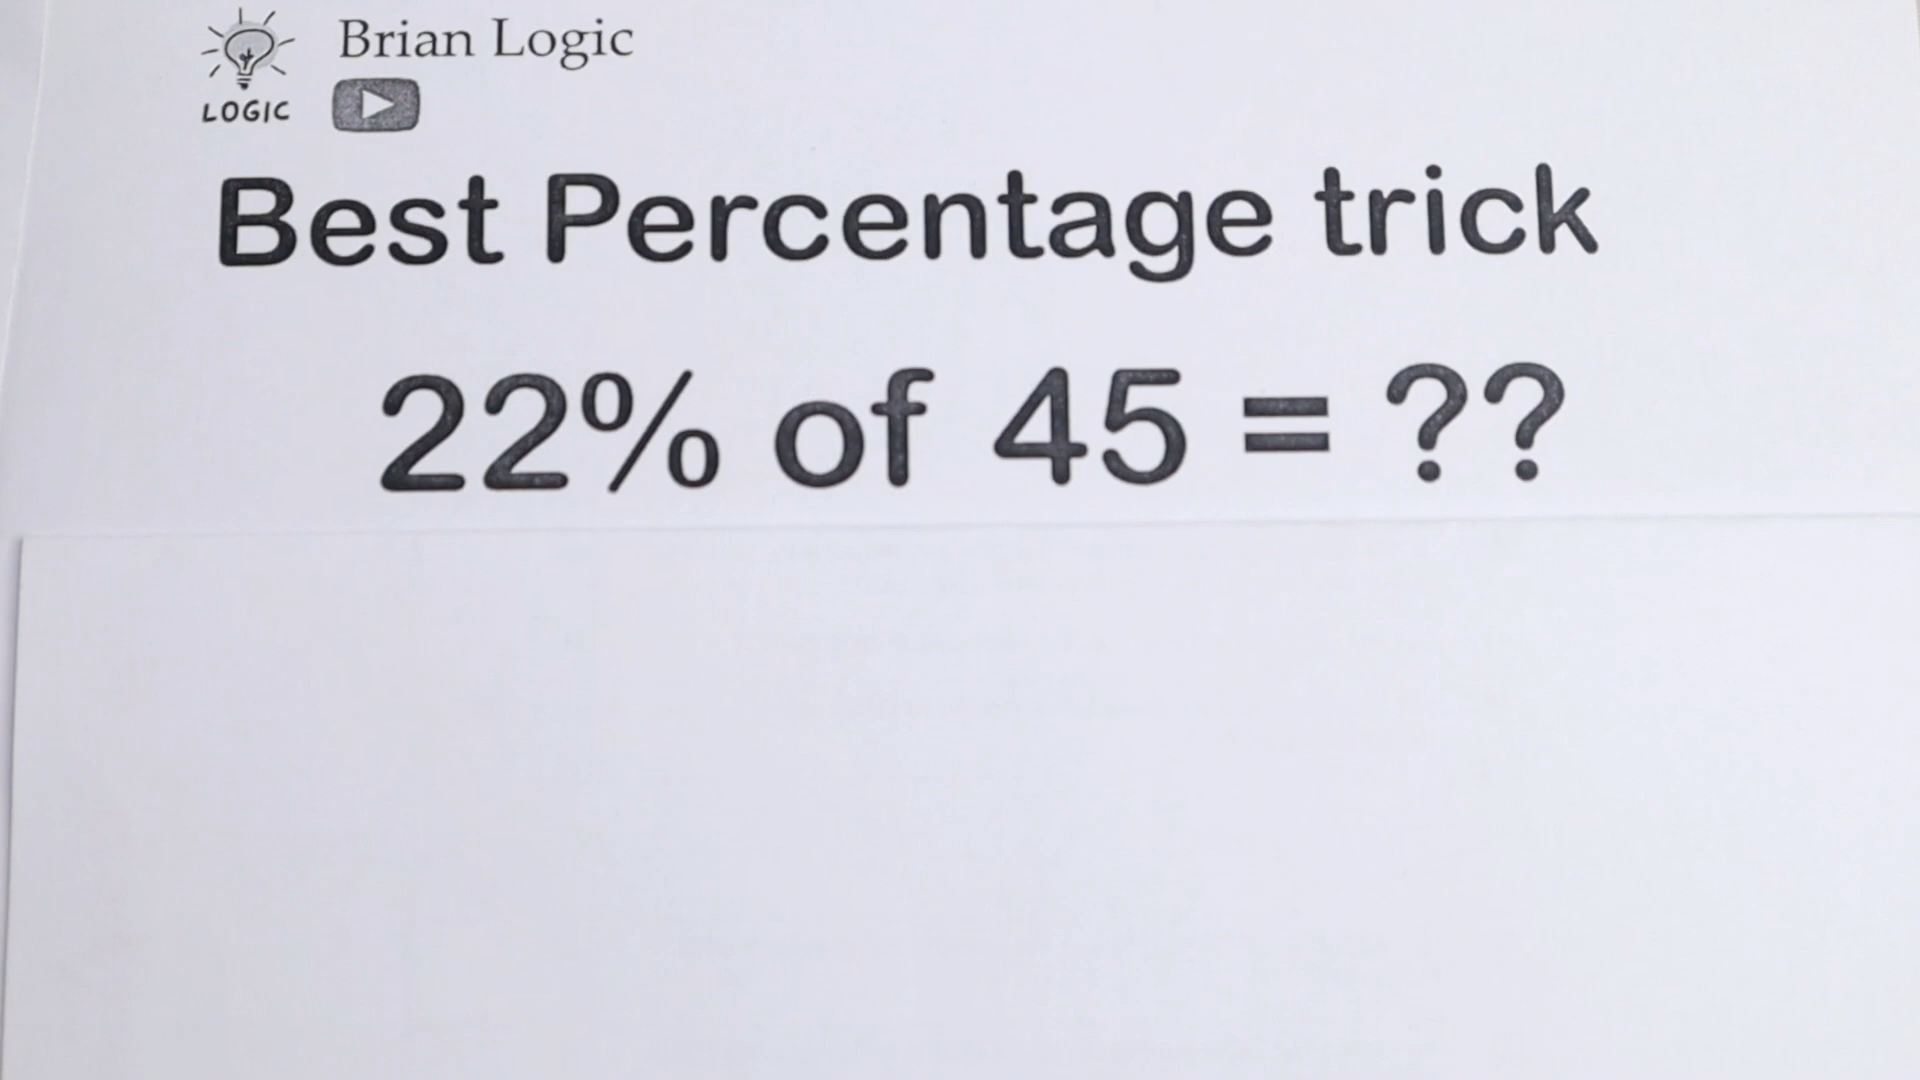 Brian Logic
LOGIC
Best Percentage trick
22% of 45 = ??